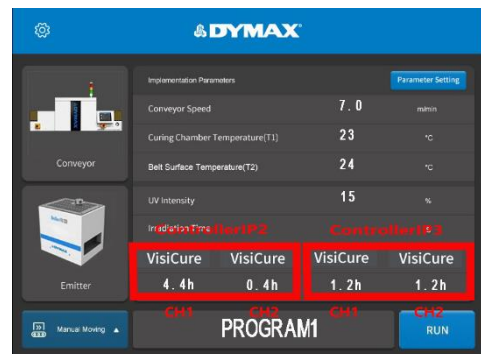 DYMAX
Implementation Parameters Parameter Setting
Conveyor Speed 7.0 m/min
Curing Chamber Temperature(T1) 23 °C
Conveyor
Belt Surface Temperature(T2) 24 °C
UV Intensity 15 %
Irradiation Time
ControllerIP2 ControllerIP3
VisiCure VisiCure VisiCure VisiCure
Emitter
4.4h 0.4h 1.2h 1.2h
CH1 CH2 CH1 CH2
Manual Moving PROGRAM1 RUN